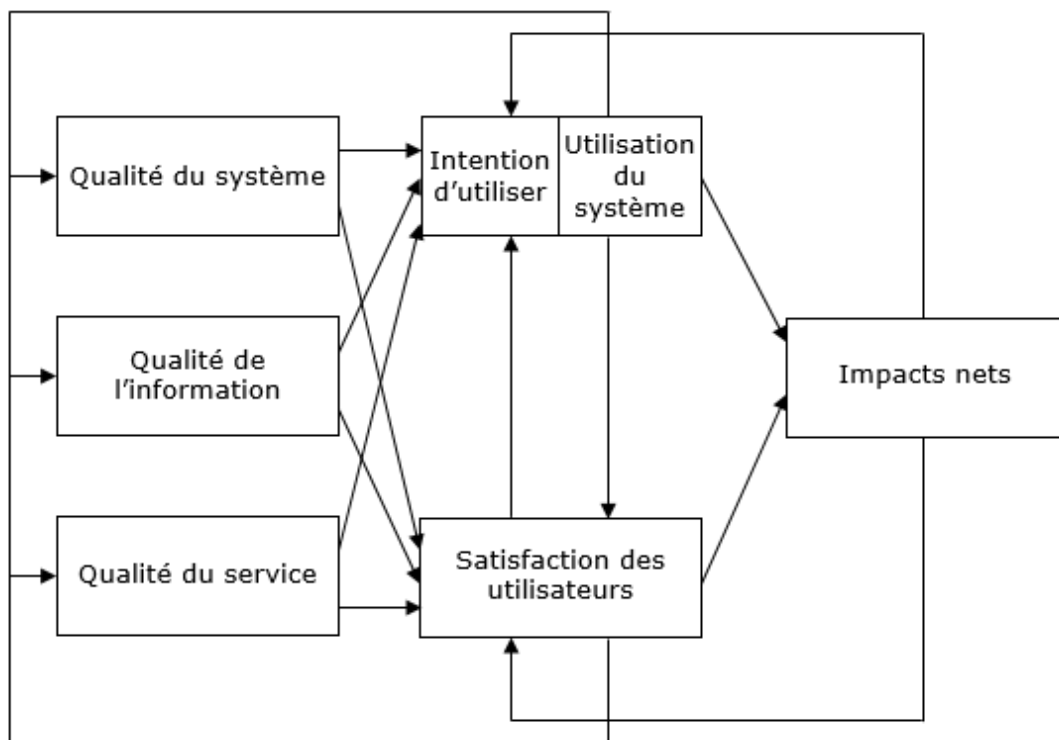 Qualité du système
Intention
d’utiliser
Utilisation
du
système
Qualité de
l’information
Impacts nets
Qualité du service
Satisfaction des
utilisateurs